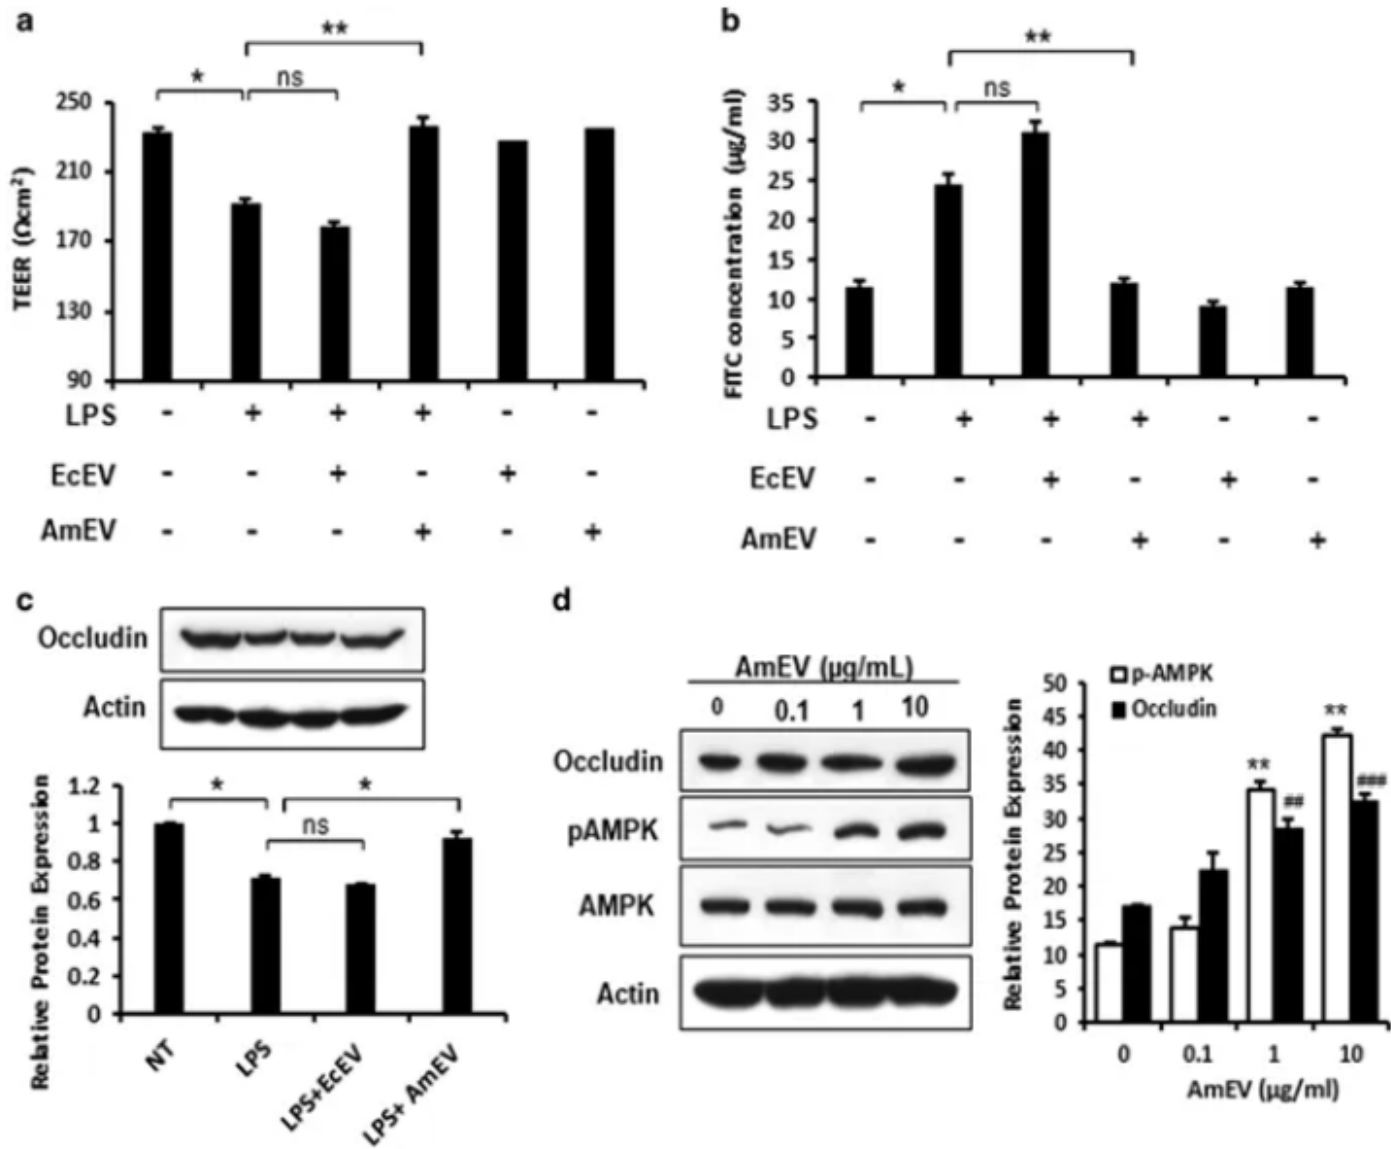 a
**
* ns
TEER (Ωcm²)
250
210
170
130
90
LPS - + + + - -
EcEV - - + - + -
AmEV - - - + - +
b
**
* ns
FITC concentration (µg/ml)
35
30
25
20
15
10
5
0
LPS - + + + - -
EcEV - - + - + -
AmEV - - - + - +
c
Occludin
Actin
Relative Protein Expression
1.2
1
0.8
0.6
0.4
0.2
0
* *
ns
NT LPS LPS+EcEV LPS+ AmEV
d
AmEV (µg/mL)
0 0.1 1 10
Occludin
pAMPK
AMPK
Actin
p-AMPK
Occludin
Relative Protein Expression
50
45
40
35
30
25
20
15
10
5
0
** ## ** ###
0 0.1 1 10
AmEV (µg/ml)